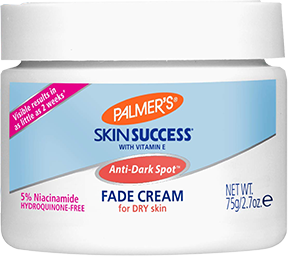 Visible results in
as little as 2 weeks*
PALMER'S®
SKIN SUCCESS®
WITH VITAMIN E
Anti-Dark Spot™
5% Niacinamide
HYDROQUINONE-FREE
FADE CREAM
for DRY skin
NET WT.
75g/2.7oz.℮